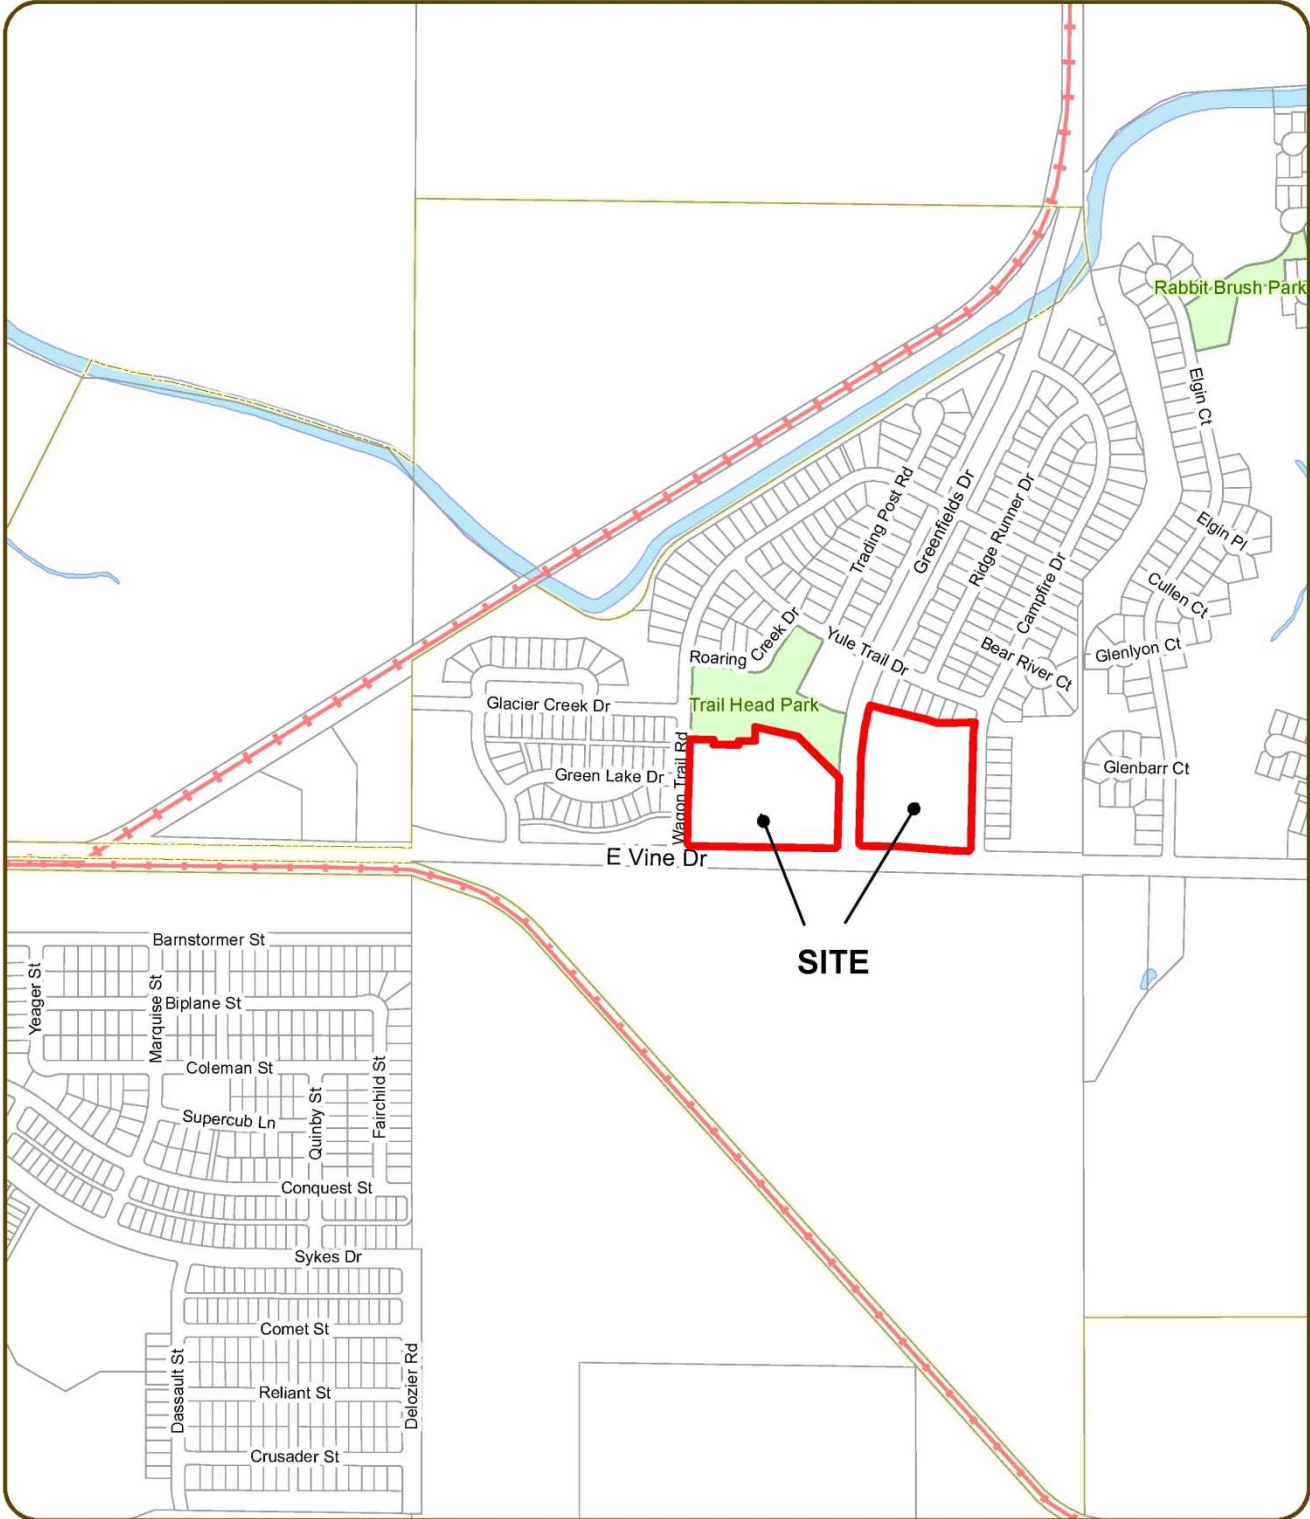 Rabbit Brush Park
Elgin Ct
Trading Post Rd
Greenfields Dr
Ridge Runner Dr
Elgin Pl
Campfire Dr
Cullen Ct
Roaring Creek Dr
Yule Trail Dr
Bear River Ct
Glenlyon Ct
Glacier Creek Dr
Trail Head Park
Wagon Trail Rd
Green Lake Dr
Glenbarr Ct
E Vine Dr
SITE
Barnstormer St
Yeager St
Marquise St
Biplane St
Coleman St
Fairchild St
Quinby St
Supercub Ln
Conquest St
Sykes Dr
Comet St
Dassault St
Delozier Rd
Reliant St
Crusader St